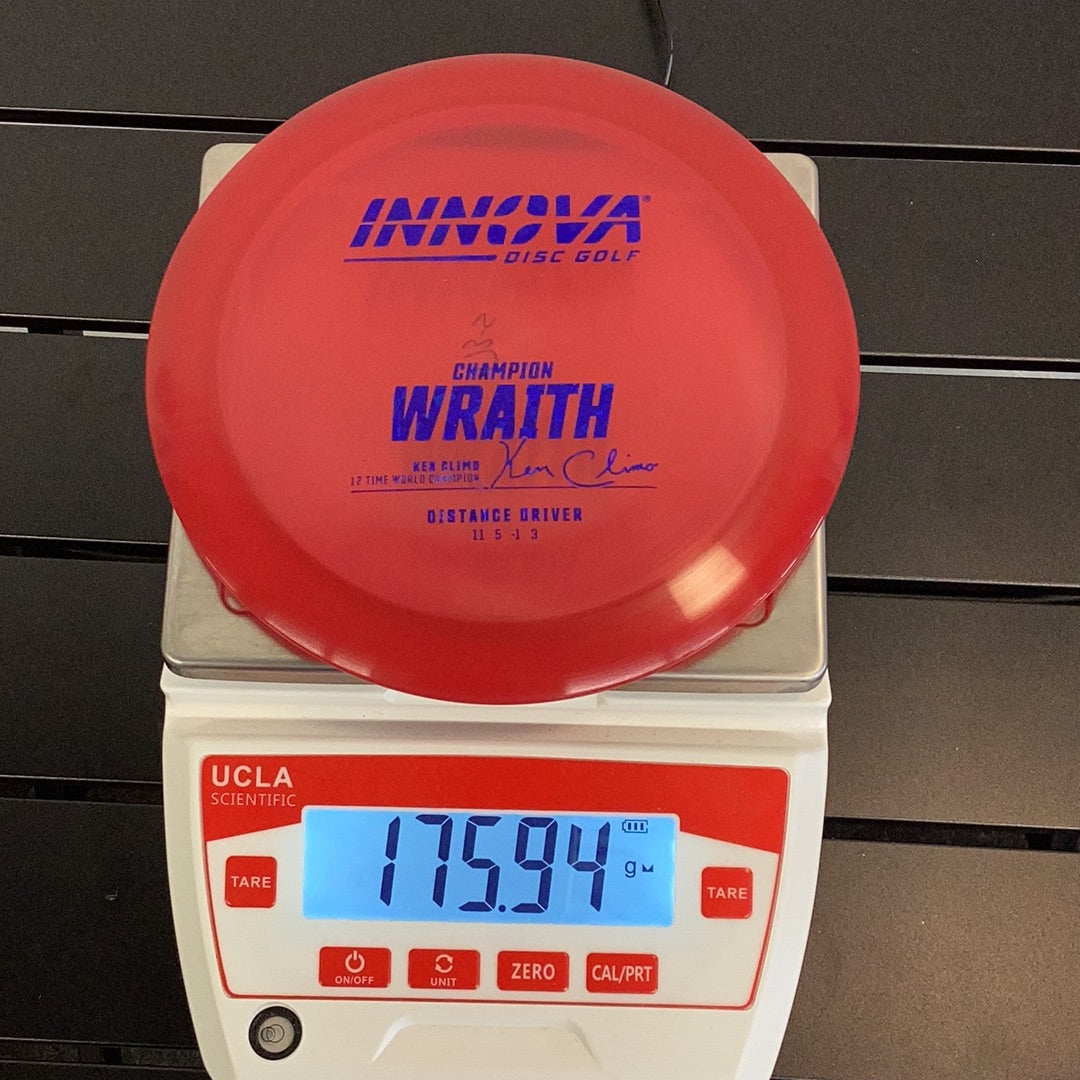 INNOVA®
DISC GOLF
CHAMPION
WRAITH
KEN CLIMO Ken Climo
12 TIME WORLD CHAMPION
DISTANCE DRIVER
11 5 -1 3
UCLA
SCIENTIFIC
175.94 g
TARE TARE
ON/OFF UNIT ZERO CAL/PRT